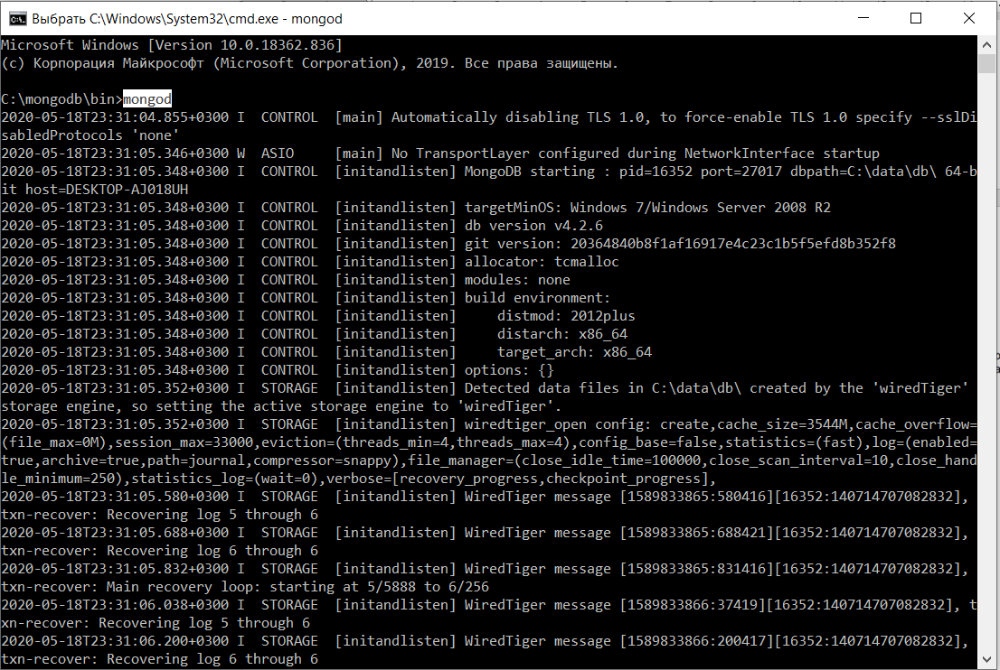 Выбрать C:\Windows\System32\cmd.exe - mongod
Microsoft Windows [Version 10.0.18362.836]
(c) Корпорация Майкрософт (Microsoft Corporation), 2019. Все права защищены.
C:\mongodb\bin>mongod
2020-05-18T23:31:04.855+0300 I  CONTROL  [main] Automatically disabling TLS 1.0, to force-enable TLS 1.0 specify --sslDi
sabledProtocols 'none'
2020-05-18T23:31:05.346+0300 W  ASIO     [main] No TransportLayer configured during NetworkInterface startup
2020-05-18T23:31:05.348+0300 I  CONTROL  [initandlisten] MongoDB starting : pid=16352 port=27017 dbpath=C:\data\db\ 64-b
it host=DESKTOP-AJ018UH
2020-05-18T23:31:05.348+0300 I  CONTROL  [initandlisten] targetMinOS: Windows 7/Windows Server 2008 R2
2020-05-18T23:31:05.348+0300 I  CONTROL  [initandlisten] db version v4.2.6
2020-05-18T23:31:05.348+0300 I  CONTROL  [initandlisten] git version: 20364840b8f1af16917e4c23c1b5f5efd8b352f8
2020-05-18T23:31:05.348+0300 I  CONTROL  [initandlisten] allocator: tcmalloc
2020-05-18T23:31:05.348+0300 I  CONTROL  [initandlisten] modules: none
2020-05-18T23:31:05.348+0300 I  CONTROL  [initandlisten] build environment:
2020-05-18T23:31:05.348+0300 I  CONTROL  [initandlisten]     distmod: 2012plus
2020-05-18T23:31:05.348+0300 I  CONTROL  [initandlisten]     distarch: x86_64
2020-05-18T23:31:05.348+0300 I  CONTROL  [initandlisten]     target_arch: x86_64
2020-05-18T23:31:05.348+0300 I  CONTROL  [initandlisten] options: {}
2020-05-18T23:31:05.352+0300 I  STORAGE  [initandlisten] Detected data files in C:\data\db\ created by the 'wiredTiger'
storage engine, so setting the active storage engine to 'wiredTiger'.
2020-05-18T23:31:05.352+0300 I  STORAGE  [initandlisten] wiredtiger_open config: create,cache_size=3544M,cache_overflow=
(file_max=0M),session_max=33000,eviction=(threads_min=4,threads_max=4),config_base=false,statistics=(fast),log=(enabled=
true,archive=true,path=journal,compressor=snappy),file_manager=(close_idle_time=100000,close_scan_interval=10,close_hand
le_minimum=250),statistics_log=(wait=0),verbose=[recovery_progress,checkpoint_progress],
2020-05-18T23:31:05.580+0300 I  STORAGE  [initandlisten] WiredTiger message [1589833865:580416][16352:140714707082832],
txn-recover: Recovering log 5 through 6
2020-05-18T23:31:05.688+0300 I  STORAGE  [initandlisten] WiredTiger message [1589833865:688421][16352:140714707082832],
txn-recover: Recovering log 6 through 6
2020-05-18T23:31:05.832+0300 I  STORAGE  [initandlisten] WiredTiger message [1589833865:831416][16352:140714707082832],
txn-recover: Main recovery loop: starting at 5/5888 to 6/256
2020-05-18T23:31:06.038+0300 I  STORAGE  [initandlisten] WiredTiger message [1589833866:37419][16352:140714707082832], t
xn-recover: Recovering log 5 through 6
2020-05-18T23:31:06.200+0300 I  STORAGE  [initandlisten] WiredTiger message [1589833866:200417][16352:140714707082832],
txn-recover: Recovering log 6 through 6